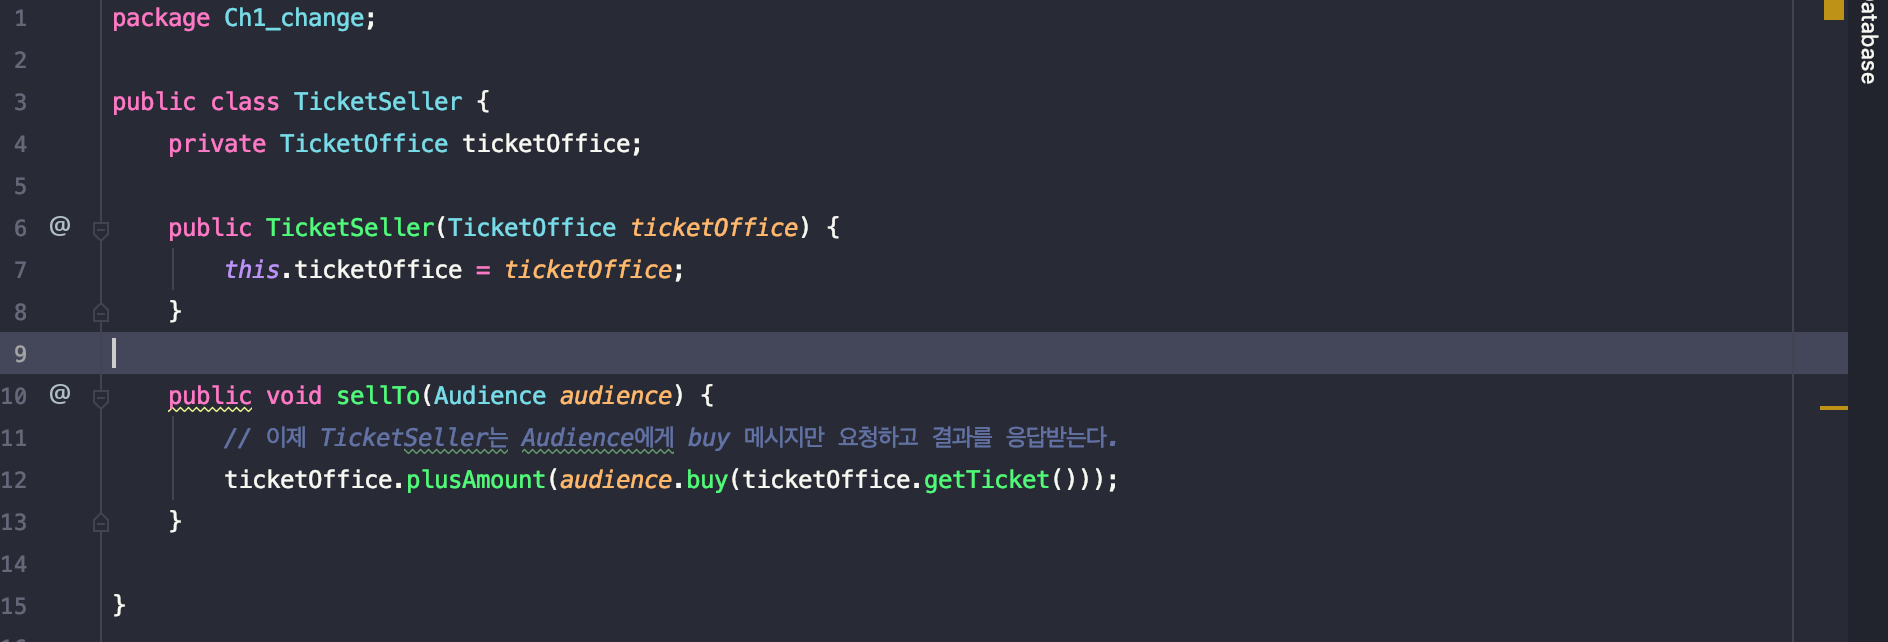 1 package Ch1_change;
2
3 public class TicketSeller {
4 private TicketOffice ticketOffice;
5
6 @ public TicketSeller(TicketOffice ticketOffice) {
7 this.ticketOffice = ticketOffice;
8 }
9
10 @ public void sellTo(Audience audience) {
11 // 이제 TicketSeller는 Audience에게 buy 메시지만 요청하고 결과를 응답받는다.
12 ticketOffice.plusAmount(audience.buy(ticketOffice.getTicket()));
13 }
14
15 }